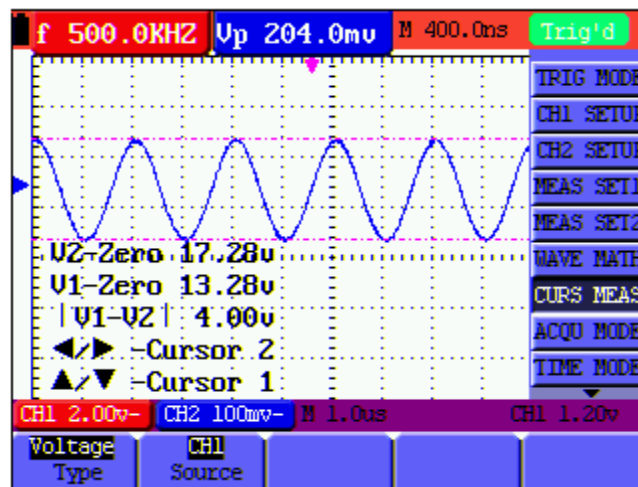 f 500.0KHZ Vp 204.0mv M 400.0ns Trig'd
TRIG MODE
CH1 SETUP
CH2 SETUP
MEAS SET1
MEAS SET2
WAVE MATH
CURS MEAS
ACQU MODE
TIME MODE
V2-Zero 17.28v
V1-Zero 13.28v
|V1-V2| 4.00v
◀/▶ -Cursor 2
▲/▼ -Cursor 1
CH1 2.00v- CH2 100mv- M 1.0us CH1 1.20v
Voltage CH1
Type Source